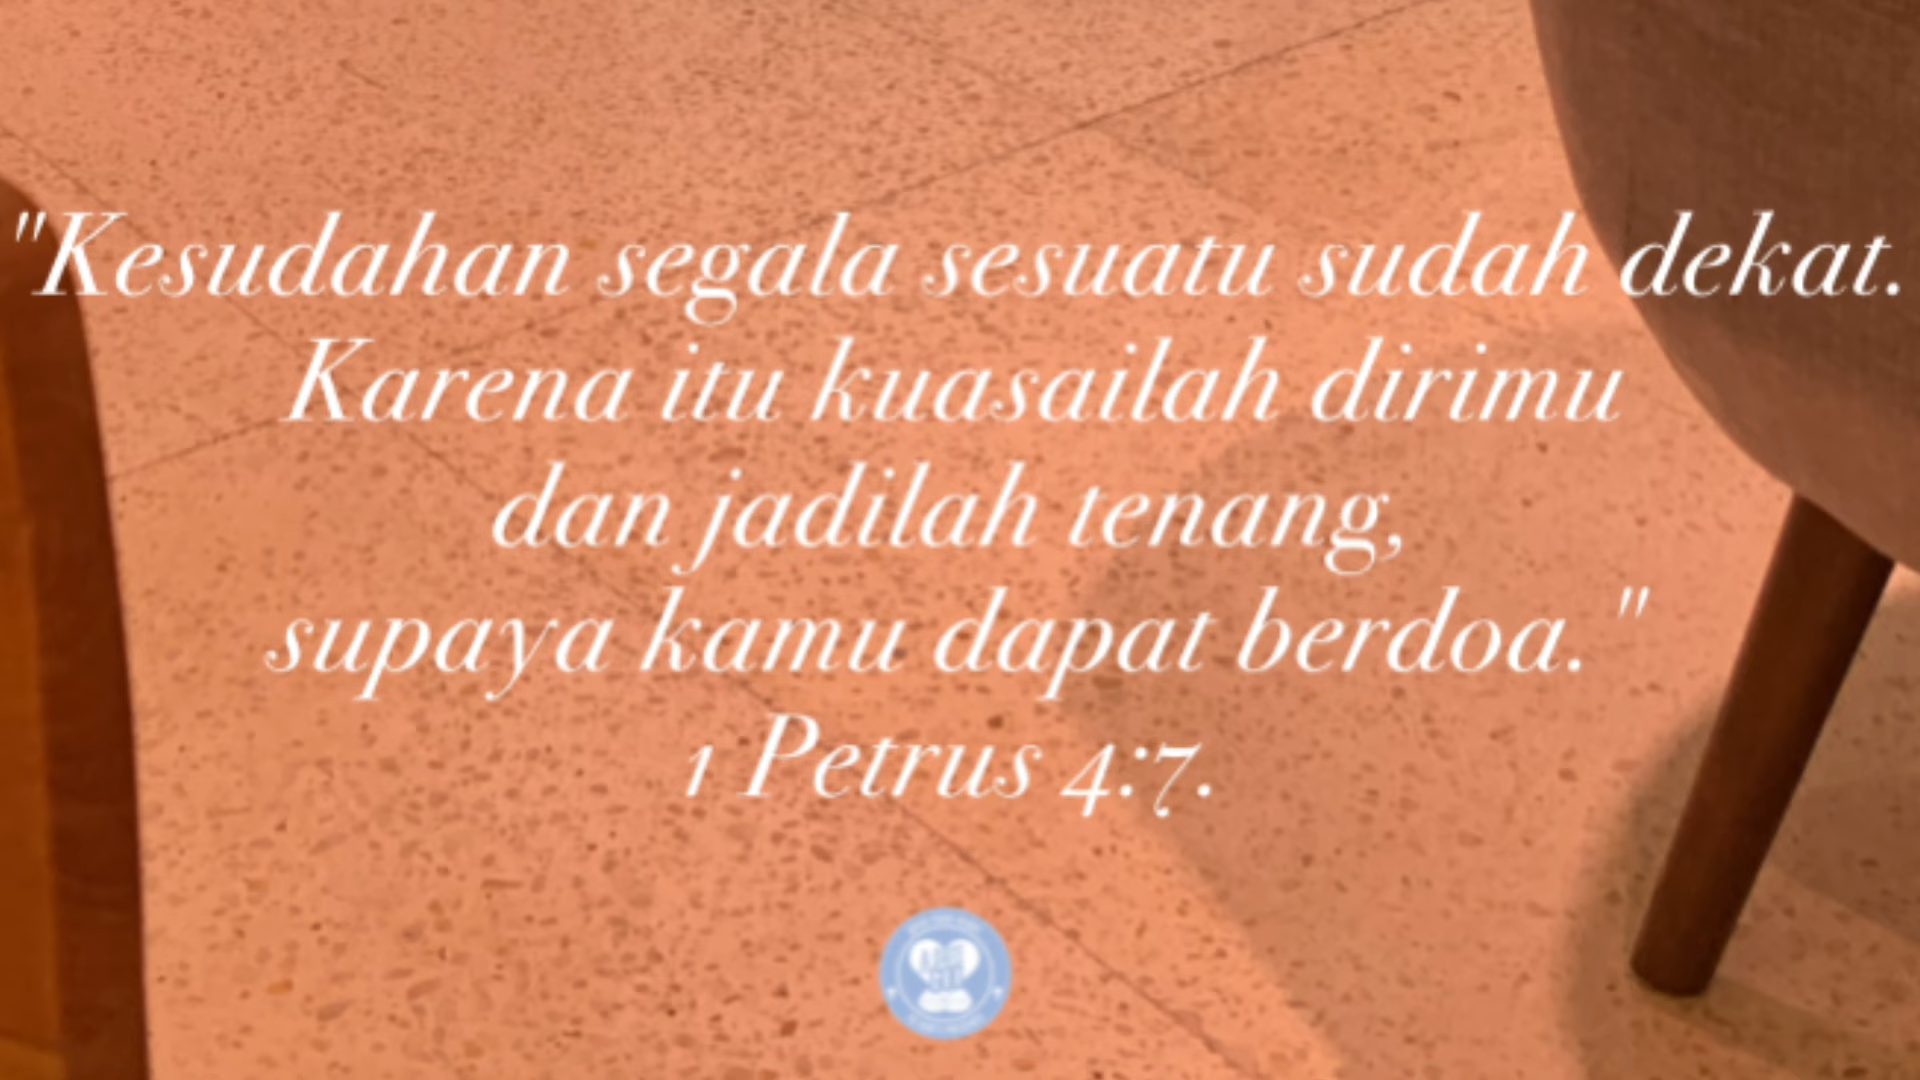 "Kesudahan segala sesuatu sudah dekat.
Karena itu kuasailah dirimu
dan jadilah tenang,
supaya kamu dapat berdoa."
1 Petrus 4:7.